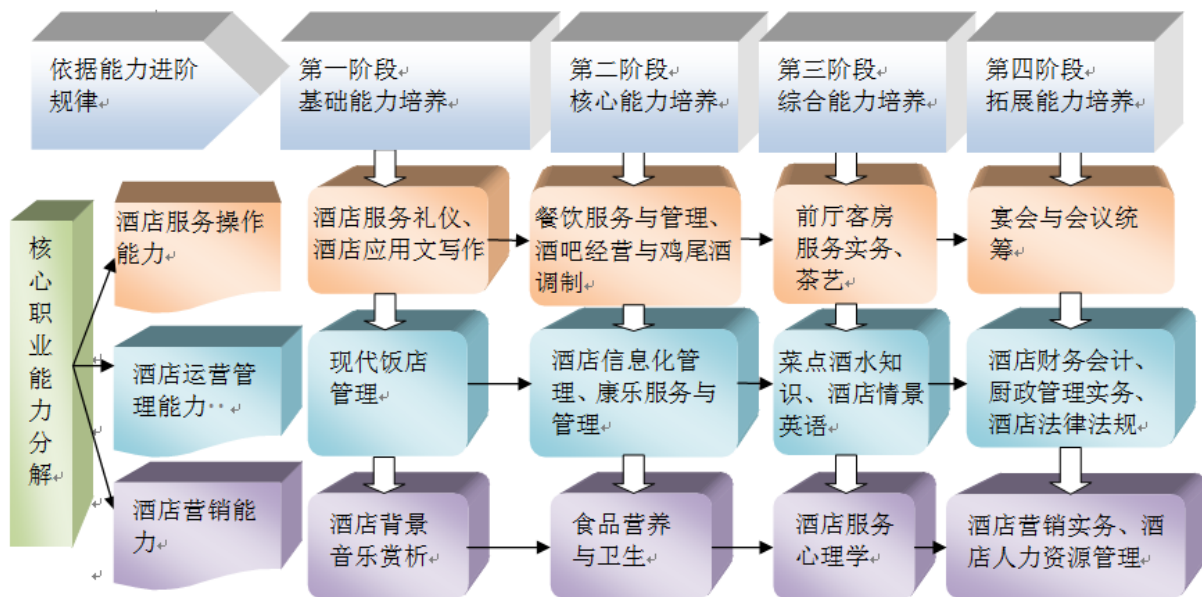 依据能力进阶
规律
第一阶段
基础能力培养
第二阶段
核心能力培养
第三阶段
综合能力培养
第四阶段
拓展能力培养
核心职业能力分解
酒店服务操作
能力
酒店服务礼仪、
酒店应用文写作
餐饮服务与管理、
酒吧经营与鸡尾酒
调制
前厅客房
服务实务、
茶艺
宴会与会议统
筹
酒店运营管
理能力
现代饭店
管理
酒店信息化管
理、康乐服务与
管理
菜点酒水知
识、酒店情景
英语
酒店财务会计、
厨政管理实务、
酒店法律法规
酒店营销能
力
酒店背景
音乐赏析
食品营养
与卫生
酒店服务
心理学
酒店营销实务、酒
店人力资源管理